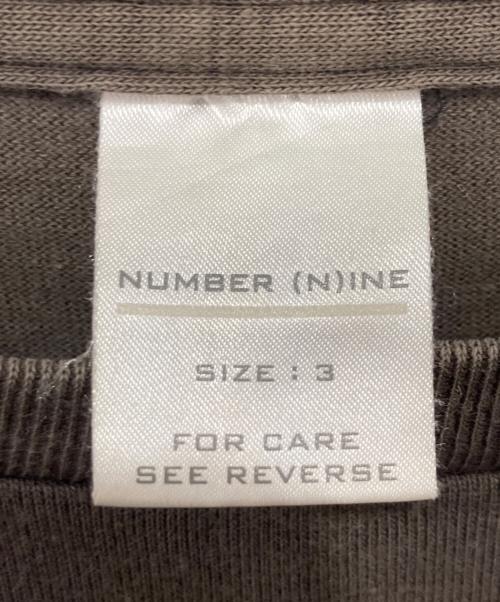 NUMBER (N)INE
SIZE : 3
FOR CARE
SEE REVERSE